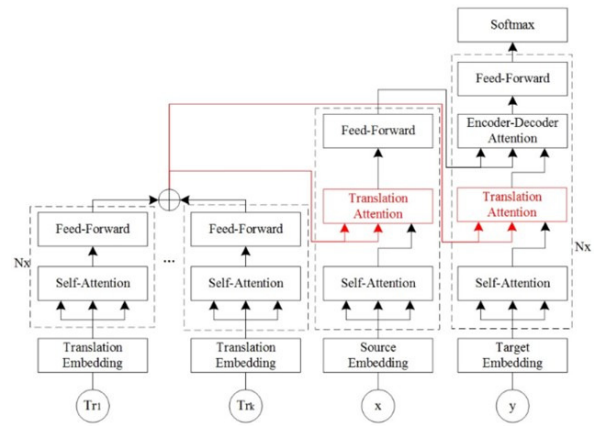 Softmax
Feed-Forward
Encoder-Decoder
Attention
Translation
Attention
Self-Attention
Target
Embedding
y
Nx
Feed-Forward
Translation
Attention
Self-Attention
Source
Embedding
x
Feed-Forward
Self-Attention
Translation
Embedding
Tr1
Nx
...
Feed-Forward
Self-Attention
Translation
Embedding
Trk